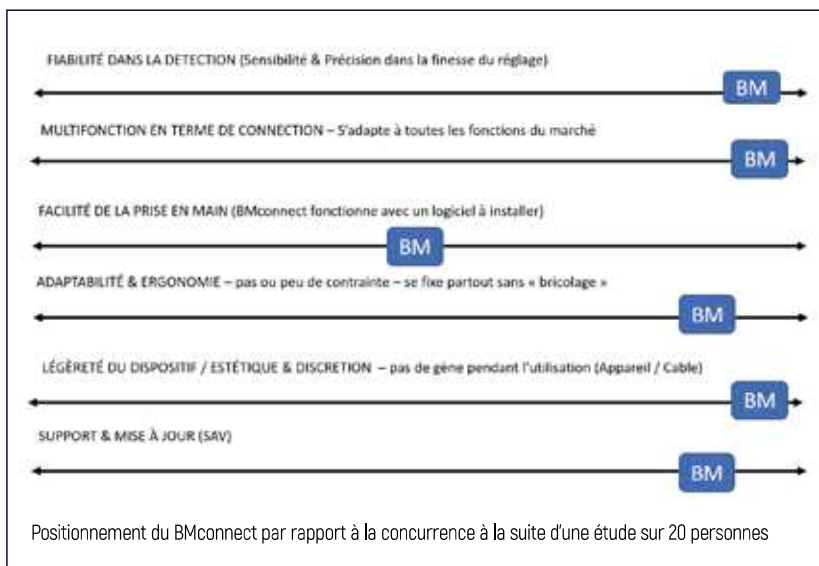 FIABILITÉ DANS LA DETECTION (Sensibilité & Précision dans la finesse du réglage)
BM
MULTIFONCTION EN TERME DE CONNECTION – S'adapte à toutes les fonctions du marché
BM
FACILITÉ DE LA PRISE EN MAIN (BMconnect fonctionne avec un logiciel à installer)
BM
ADAPTABILITÉ & ERGONOMIE – pas ou peu de contrainte – se fixe partout sans « bricolage »
BM
LÉGÈRETÉ DU DISPOSITIF / ESTÉTIQUE & DISCRETION – pas de gène pendant l'utilisation (Appareil / Cable)
BM
SUPPORT & MISE À JOUR (SAV)
BM
Positionnement du BMconnect par rapport à la concurrence à la suite d'une étude sur 20 personnes